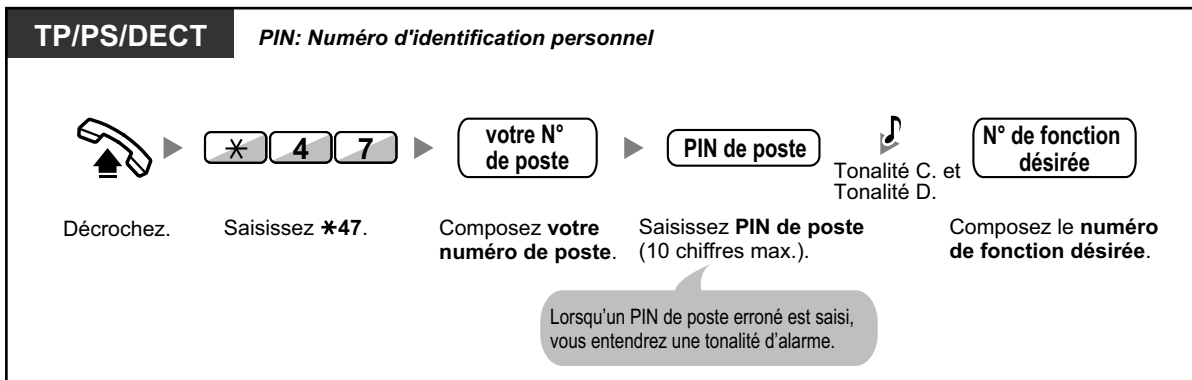 TP/PS/DECT
PIN: Numéro d'identification personnel
✳ 4 7
votre N°
de poste
PIN de poste
Tonalité C. et
Tonalité D.
N° de fonction
désirée
Décrochez.
Saisissez ✳47.
Composez votre
numéro de poste.
Saisissez PIN de poste
(10 chiffres max.).
Composez le numéro
de fonction désirée.
Lorsqu’un PIN de poste erroné est saisi,
vous entendrez une tonalité d’alarme.